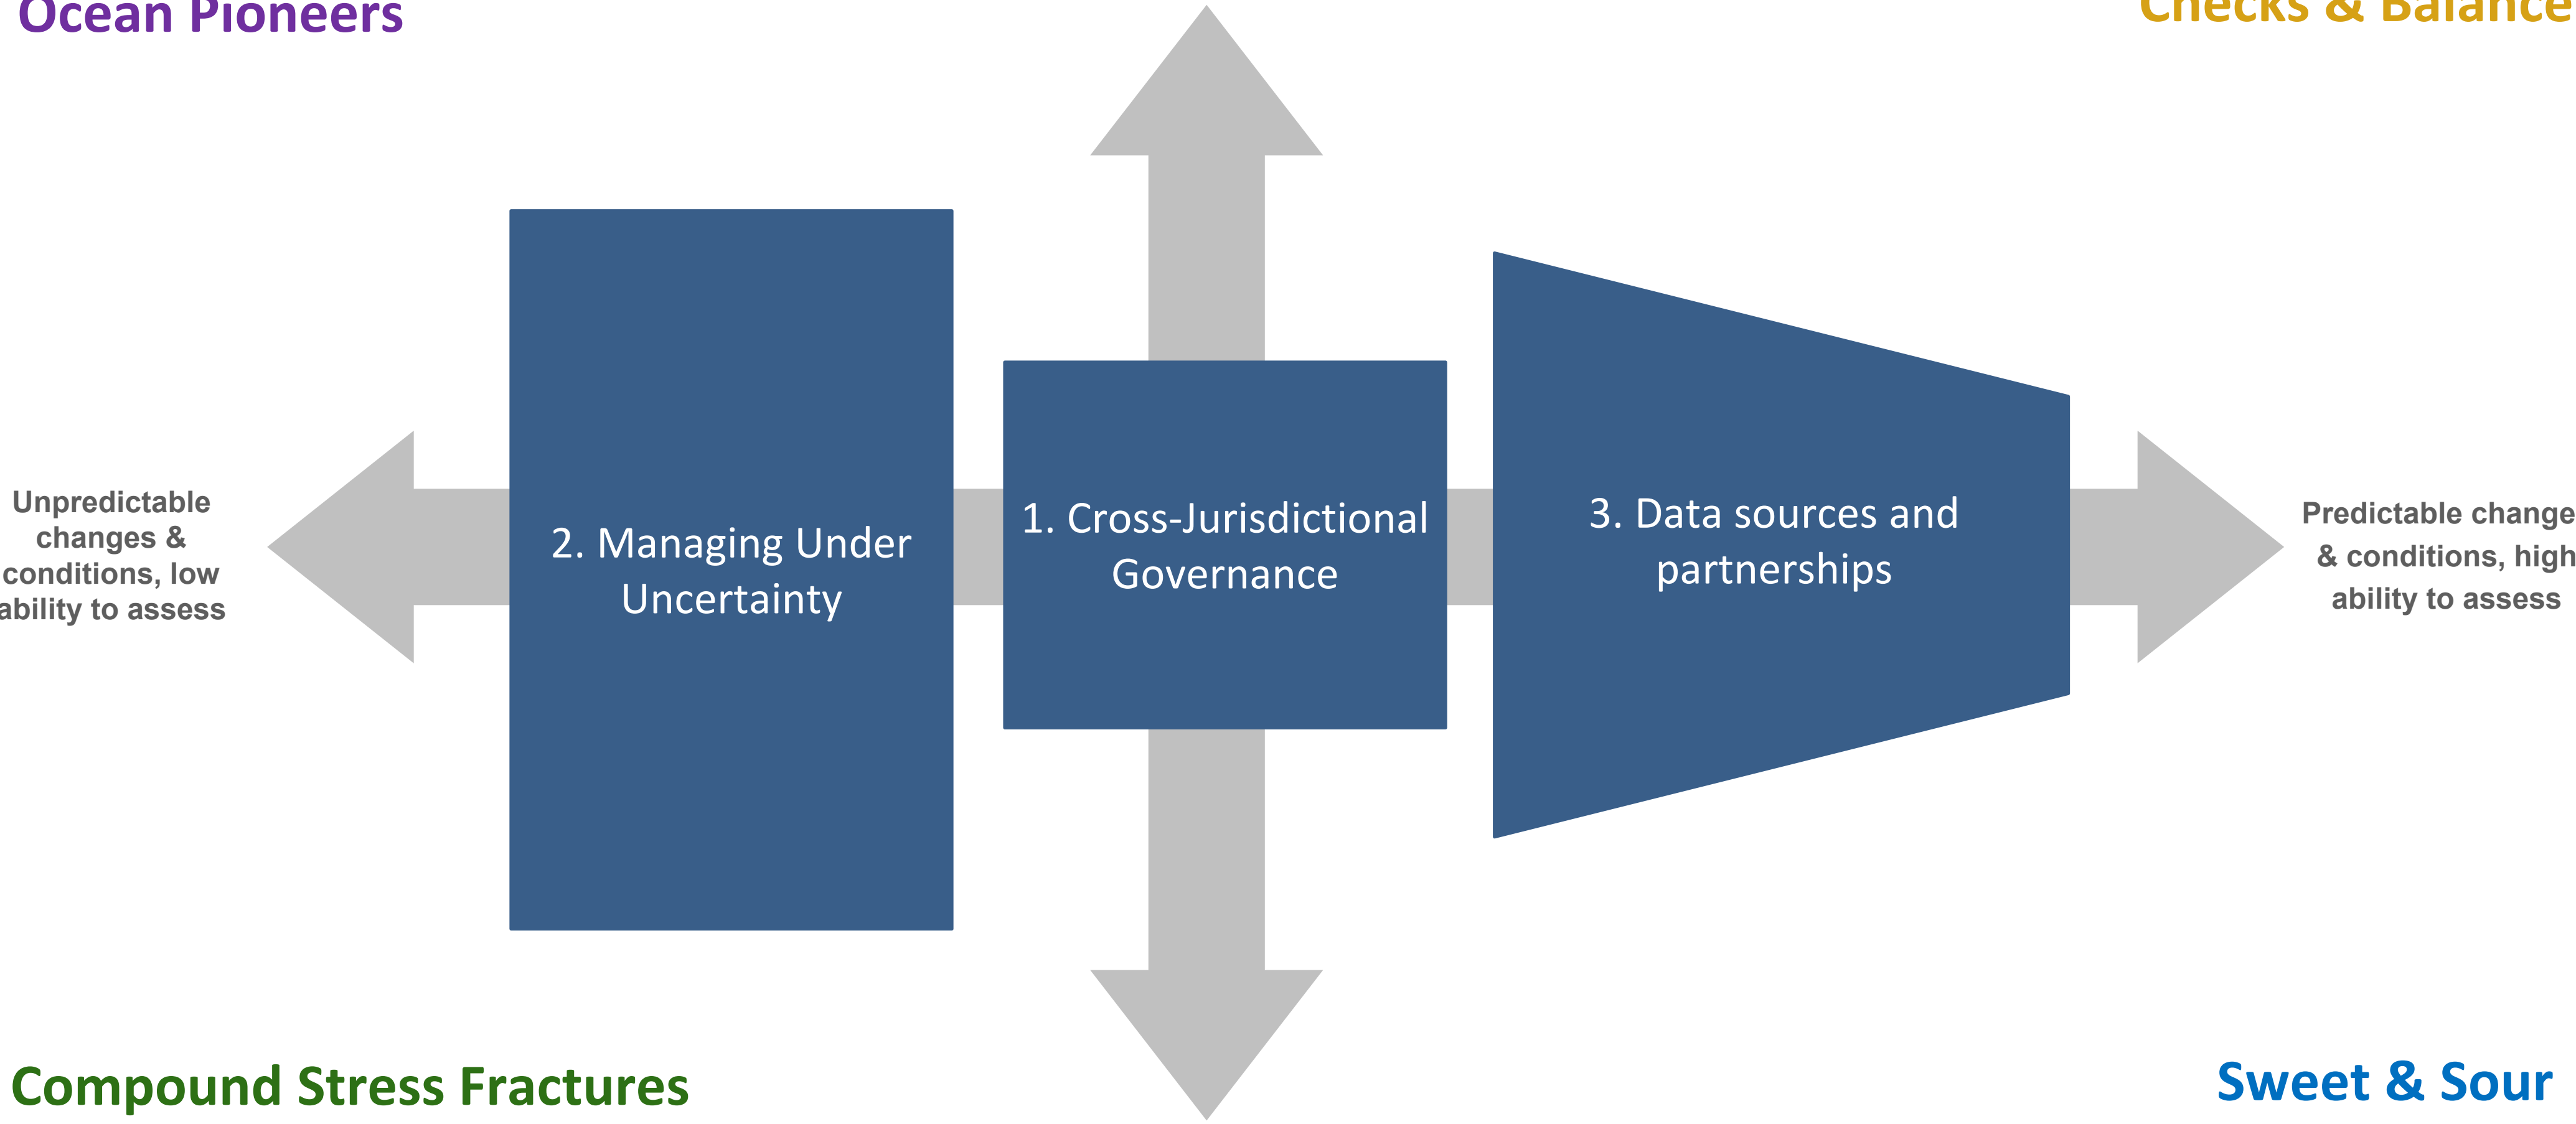 Ocean Pioneers
Checks & Balance
Unpredictable
changes &
conditions, low
ability to assess
2. Managing Under
Uncertainty
1. Cross-Jurisdictional
Governance
3. Data sources and
partnerships
Predictable change
& conditions, high
ability to assess
Compound Stress Fractures
Sweet & Sour